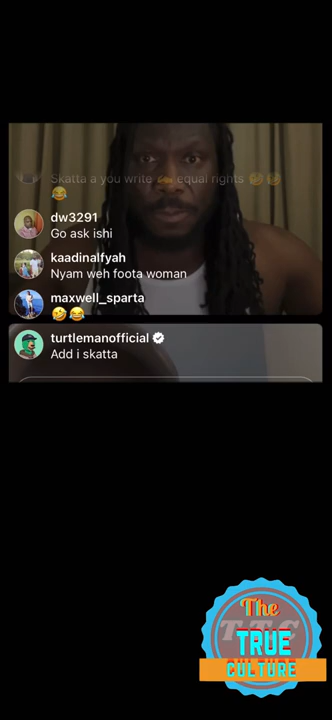 Skatta a you write equal rights 🤣🤣
😂
dw3291
Go ask ishi
kaadinalfyah
Nyam weh foota woman
maxwell_sparta
🤣😂
turtlemanofficial
Add i skatta
The
T.T.C
TRUE
CULTURE